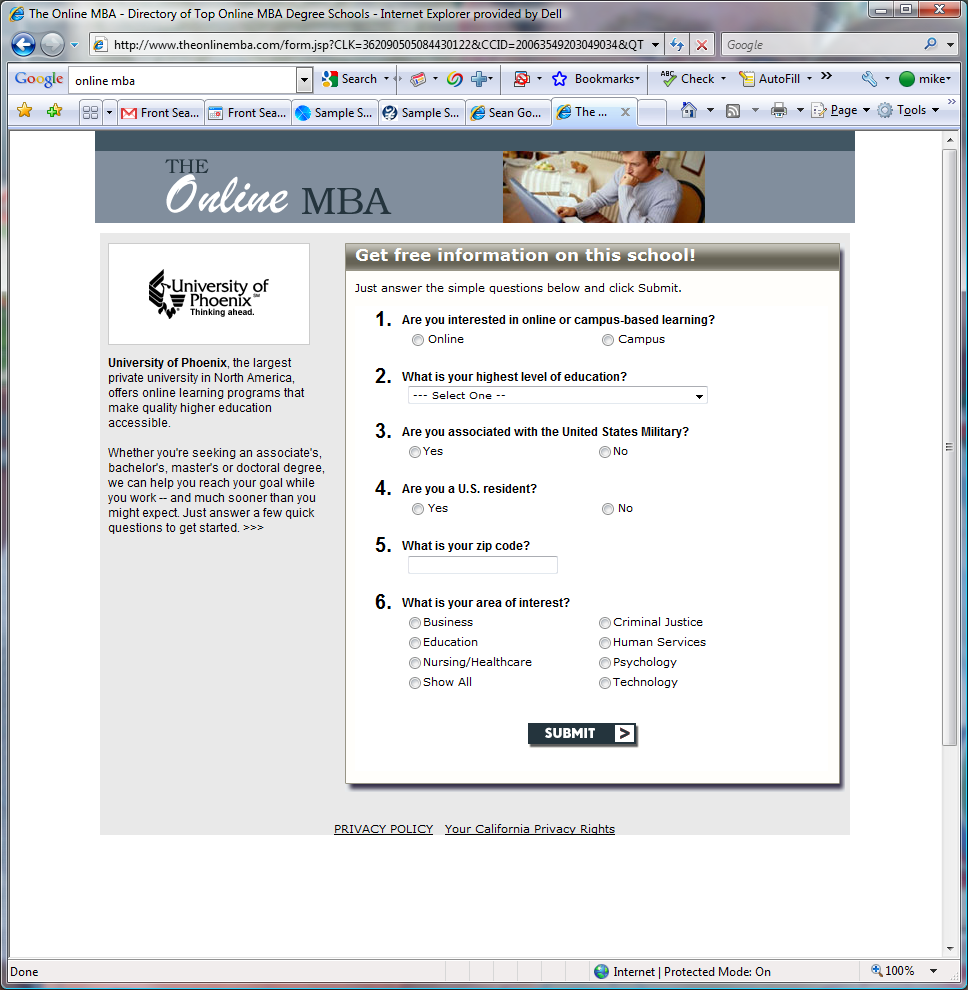 The Online MBA - Directory of Top Online MBA Degree Schools - Internet Explorer provided by Dell
http://www.theonlinemba.com/form.jsp?CLK=362090505084430122&CCID=20063549203049034&QT
Google
Google online mba Search Bookmarks ABC Check AutoFill » mike
Front Sea... Front Sea... Sample S... Sample S... Sean Go... The ... Page Tools »
THE
Online MBA
University of
Phoenix SM
Thinking ahead.
University of Phoenix, the largest
private university in North America,
offers online learning programs that
make quality higher education
accessible.
Whether you're seeking an associate's,
bachelor's, master's or doctoral degree,
we can help you reach your goal while
you work -- and much sooner than you
might expect. Just answer a few quick
questions to get started. >>>
Get free information on this school!
Just answer the simple questions below and click Submit.
1. Are you interested in online or campus-based learning?
Online Campus
2. What is your highest level of education?
--- Select One --
3. Are you associated with the United States Military?
Yes No
4. Are you a U.S. resident?
Yes No
5. What is your zip code?
6. What is your area of interest?
Business Criminal Justice
Education Human Services
Nursing/Healthcare Psychology
Show All Technology
SUBMIT >
PRIVACY POLICY Your California Privacy Rights
Done Internet | Protected Mode: On 100%